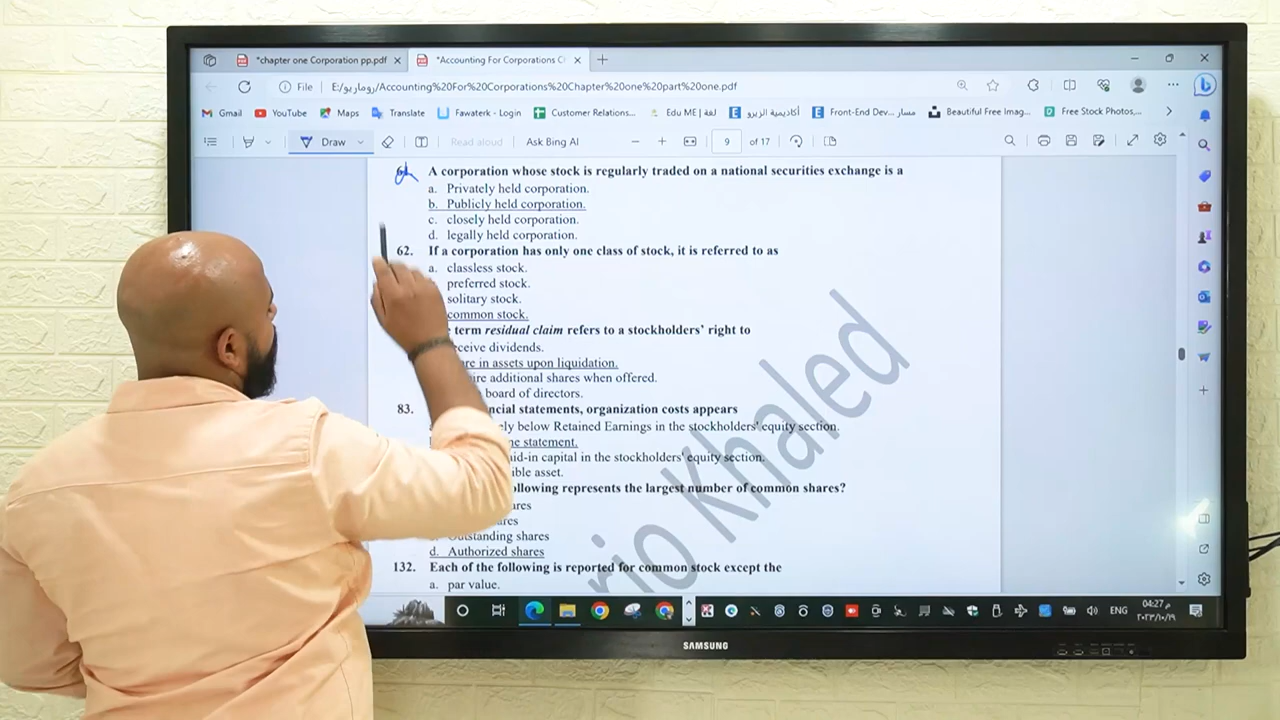 *chapter one Corporation pp.pdf
*Accounting For Corporations C
File
E:/روماريو/Accounting%20For%20Corporations%20Chapter%20one%20part%20one.pdf
Gmail
YouTube
Maps
Translate
Fawaterk - Login
Customer Relations...
Edu ME | لغة
أكاديمية الزيرو
Front-End Dev... مسار
Beautiful Free Imag...
Free Stock Photos,...
Draw
Read aloud
Ask Bing AI
9 of 17
A corporation whose stock is regularly traded on a national securities exchange is a
a. Privately held corporation.
b. Publicly held corporation.
c. closely held corporation.
d. legally held corporation.
62. If a corporation has only one class of stock, it is referred to as
a. classless stock.
preferred stock.
solitary stock.
common stock.
term residual claim refers to a stockholders' right to
dividends.
in assets upon liquidation.
additional shares when offered.
board of directors.
83. statements, organization costs appears
below Retained Earnings in the stockholders' equity section.
statement.
capital in the stockholders' equity section.
asset.
following represents the largest number of common shares?
Outstanding shares
d. Authorized shares
132. Each of the following is reported for common stock except the
a. par value.
Khaled
ENG
04:27 م
٢٠٢٣/١٠/١٩
SAMSUNG